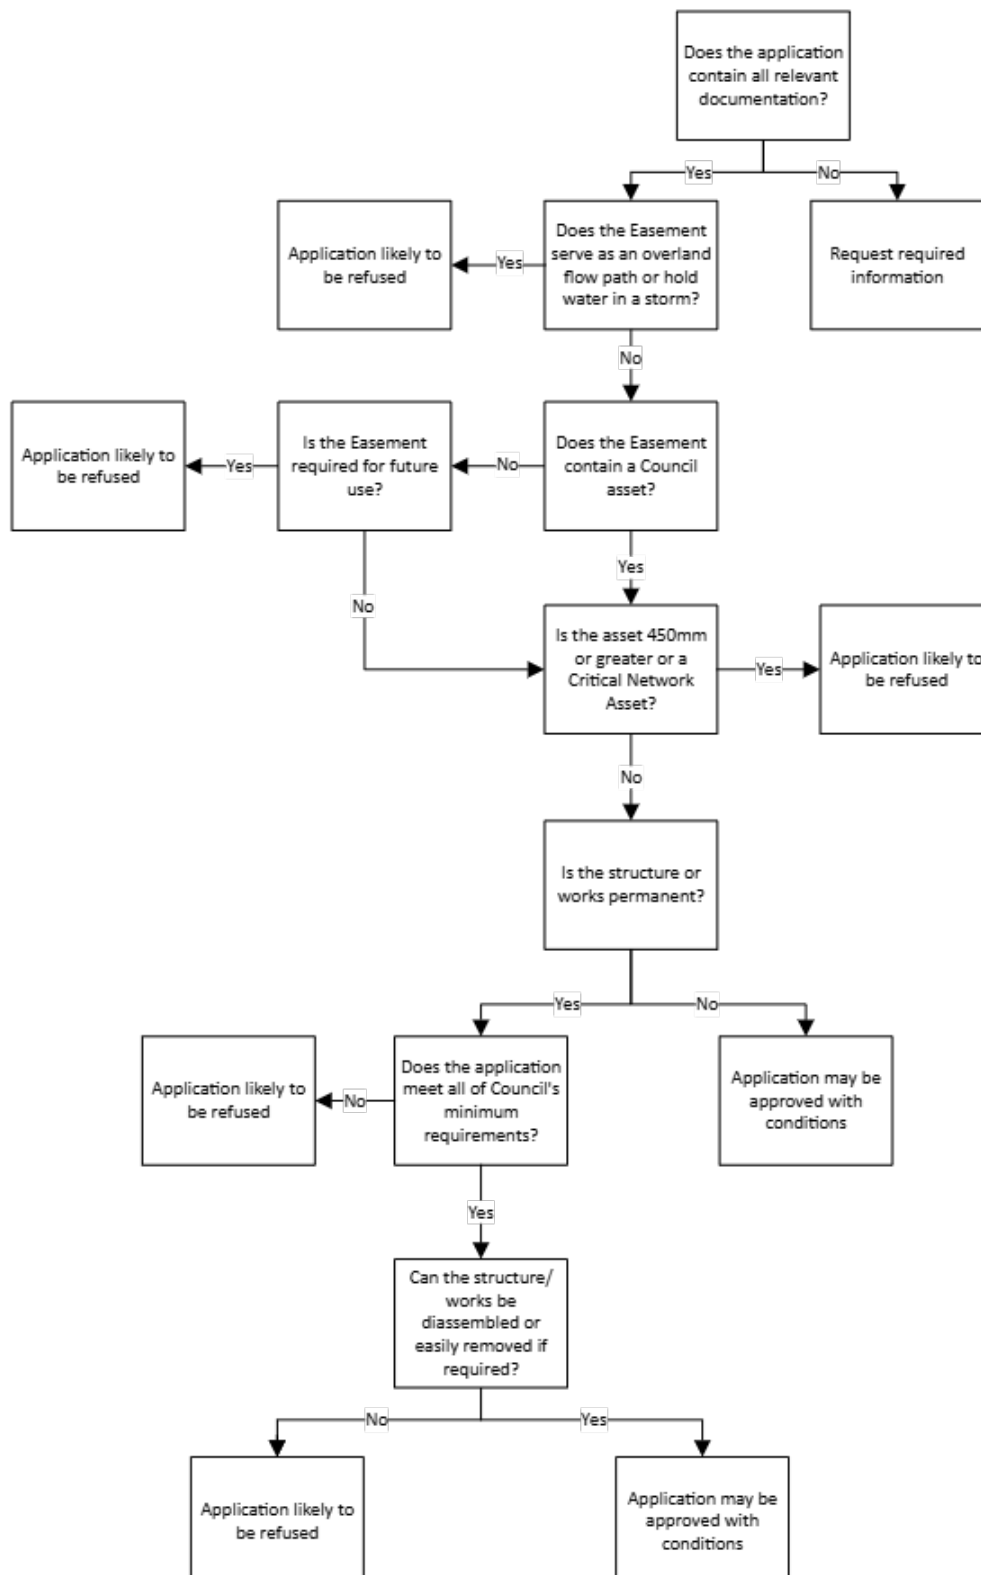 Does the application
contain all relevant
documentation?
Yes
No
Application likely to
be refused
Yes
Does the Easement
serve as an overland
flow path or hold
water in a storm?
Request required
information
No
Application likely to
be refused
Yes
Is the Easement
required for future
use?
No
Does the Easement
contain a Council
asset?
Yes
No
Is the asset 450mm
or greater or a
Critical Network
Asset?
Yes
Application likely to
be refused
No
Is the structure or
works permanent?
Yes
No
Application likely to
be refused
No
Does the application
meet all of Council's
minimum
requirements?
Application may be
approved with
conditions
Yes
Can the structure/
works be
diassembled or
easily removed if
required?
No
Yes
Application likely to
be refused
Application may be
approved with
conditions